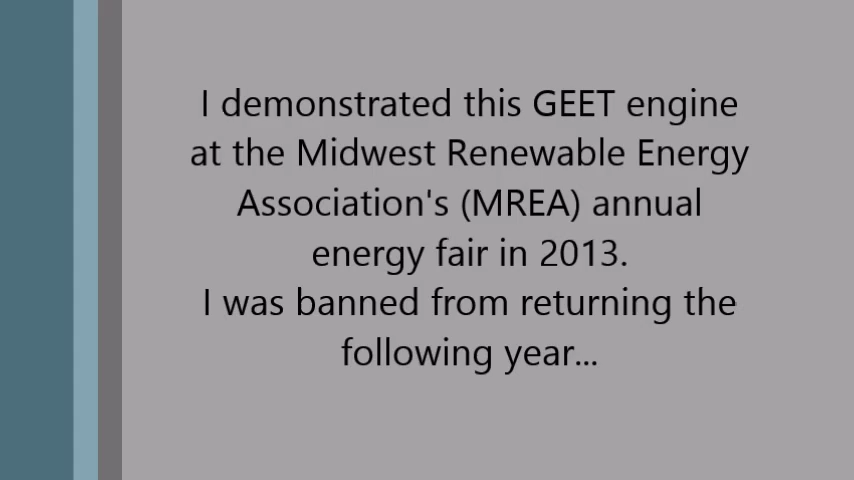 I demonstrated this GEET engine
at the Midwest Renewable Energy
Association's (MREA) annual
energy fair in 2013.
I was banned from returning the
following year...